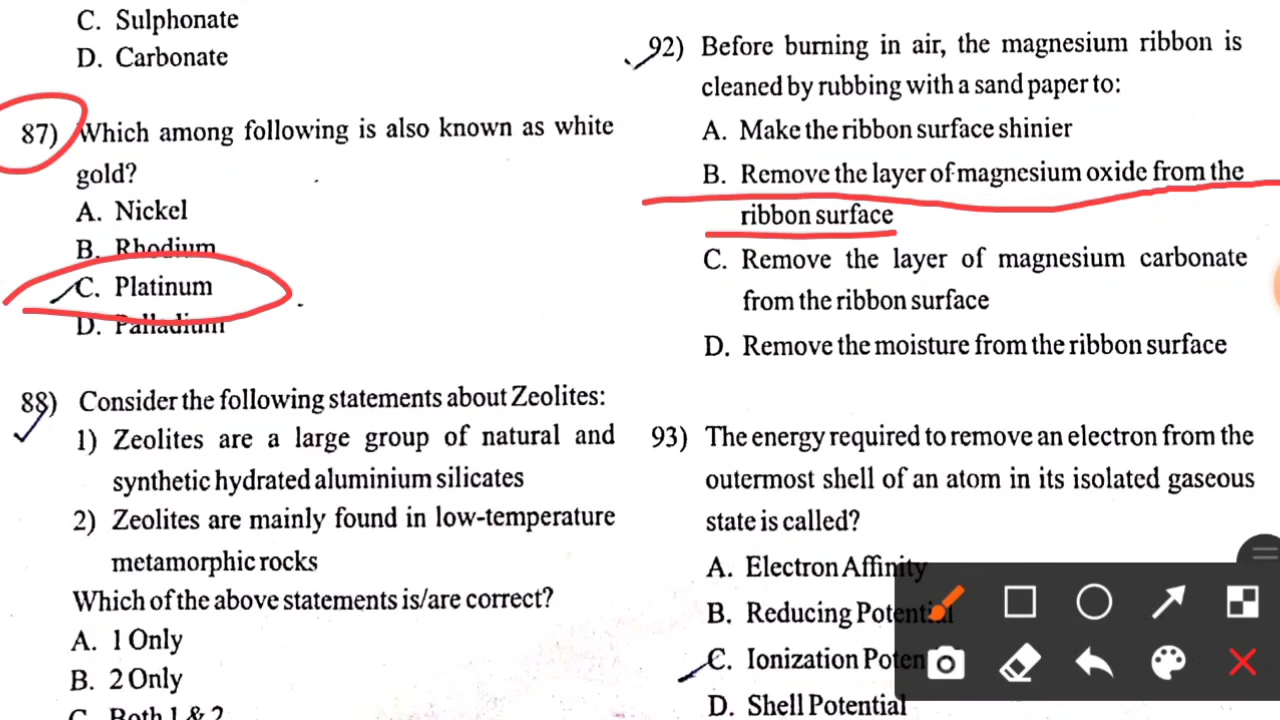 C. Sulphonate
D. Carbonate
87) Which among following is also known as white
gold?
A. Nickel
B. Rhodium
C. Platinum
D. Palladium
88) Consider the following statements about Zeolites:
1) Zeolites are a large group of natural and
synthetic hydrated aluminium silicates
2) Zeolites are mainly found in low-temperature
metamorphic rocks
Which of the above statements is/are correct?
A. 1 Only
B. 2 Only
C. Both 1 & 2
92) Before burning in air, the magnesium ribbon is
cleaned by rubbing with a sand paper to:
A. Make the ribbon surface shinier
B. Remove the layer of magnesium oxide from the
ribbon surface
C. Remove the layer of magnesium carbonate
from the ribbon surface
D. Remove the moisture from the ribbon surface
93) The energy required to remove an electron from the
outermost shell of an atom in its isolated gaseous
state is called?
A. Electron Affinity
B. Reducing Potential
C. Ionization Poten
D. Shell Potential